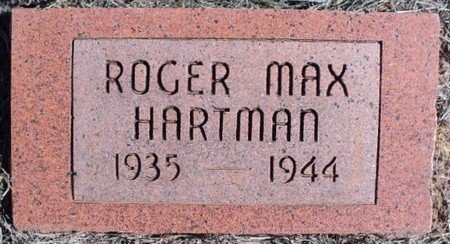 ROGER MAX
HARTMAN
1935 — 1944